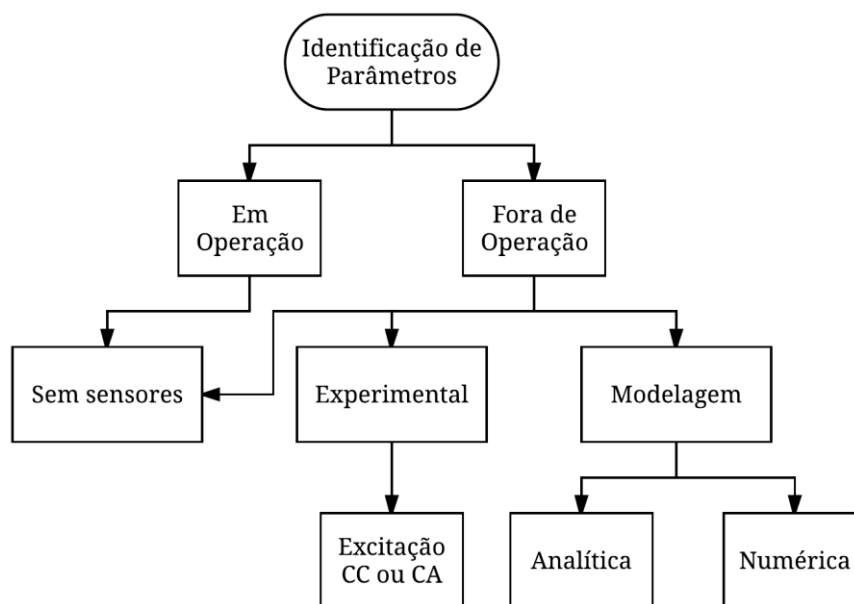 Identificação de
Parâmetros
Em
Operação
Fora de
Operação
Sem sensores
Experimental
Modelagem
Excitação
CC ou CA
Analítica
Numérica